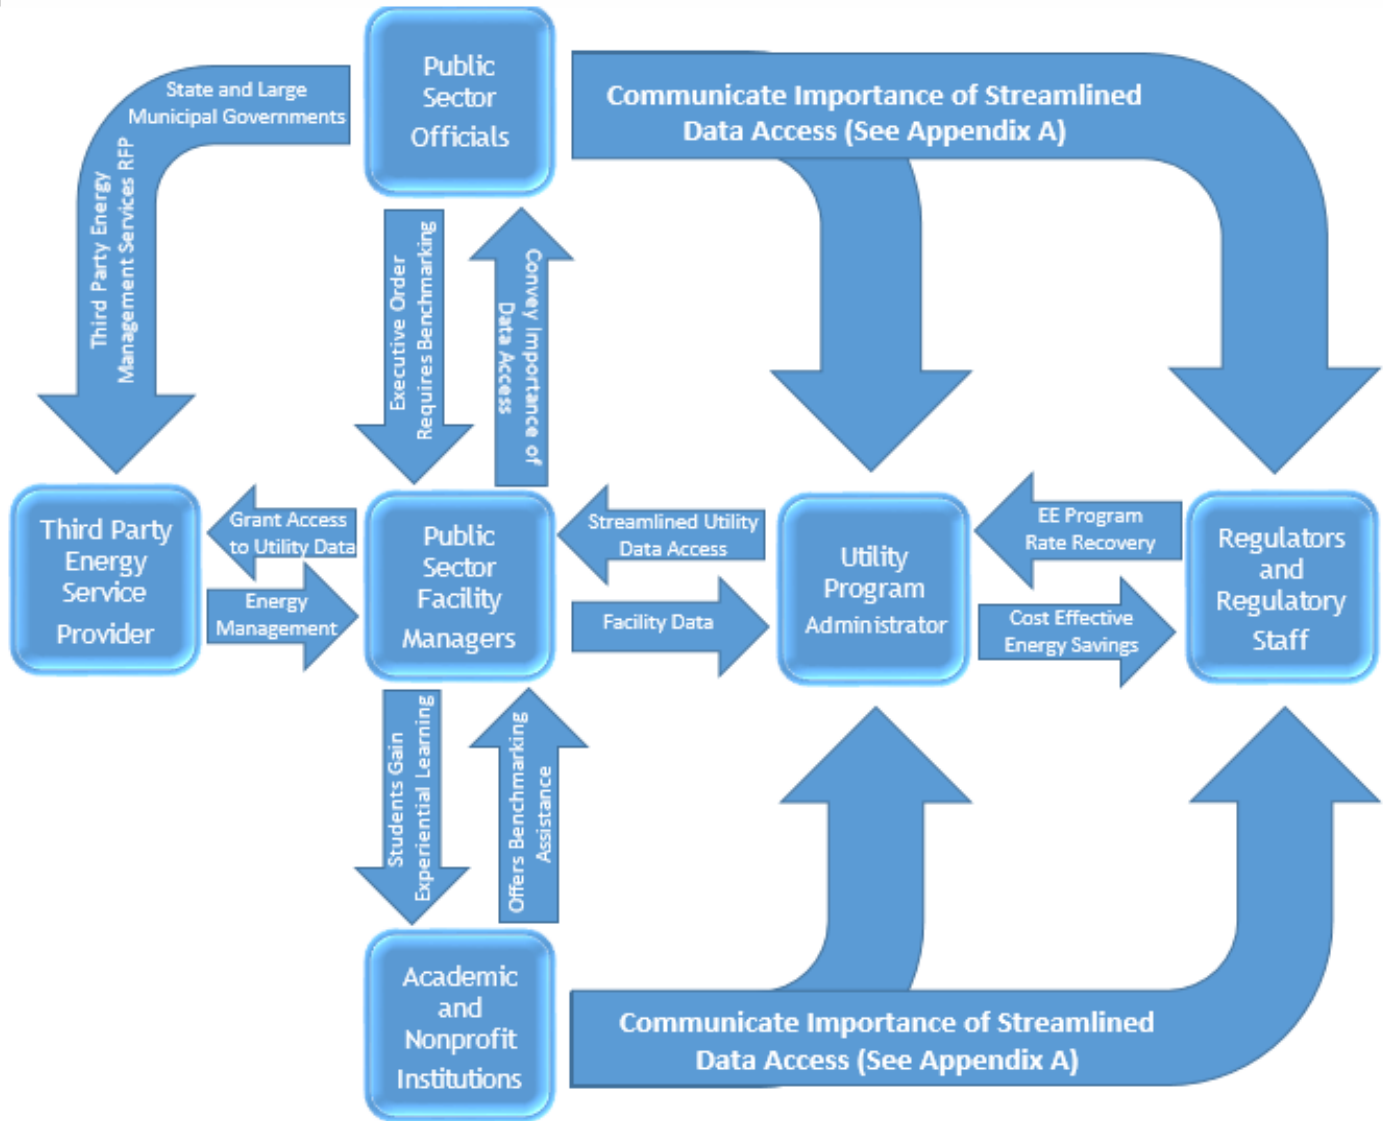 Public
Sector
Officials
State and Large
Municipal Governments
Communicate Importance of Streamlined
Data Access (See Appendix A)
Third Party Energy
Management Services RFP
Executive Order
Requires Benchmarking
Convey Importance of
Data Access
Third Party
Energy
Service
Provider
Grant Access
to Utility Data
Energy
Management
Public
Sector
Facility
Managers
Streamlined Utility
Data Access
Facility Data
Utility
Program
Administrator
EE Program
Rate Recovery
Cost Effective
Energy Savings
Regulators
and
Regulatory
Staff
Students Gain
Experiential Learning
Offers Benchmarking
Assistance
Academic
and
Nonprofit
Institutions
Communicate Importance of Streamlined
Data Access (See Appendix A)